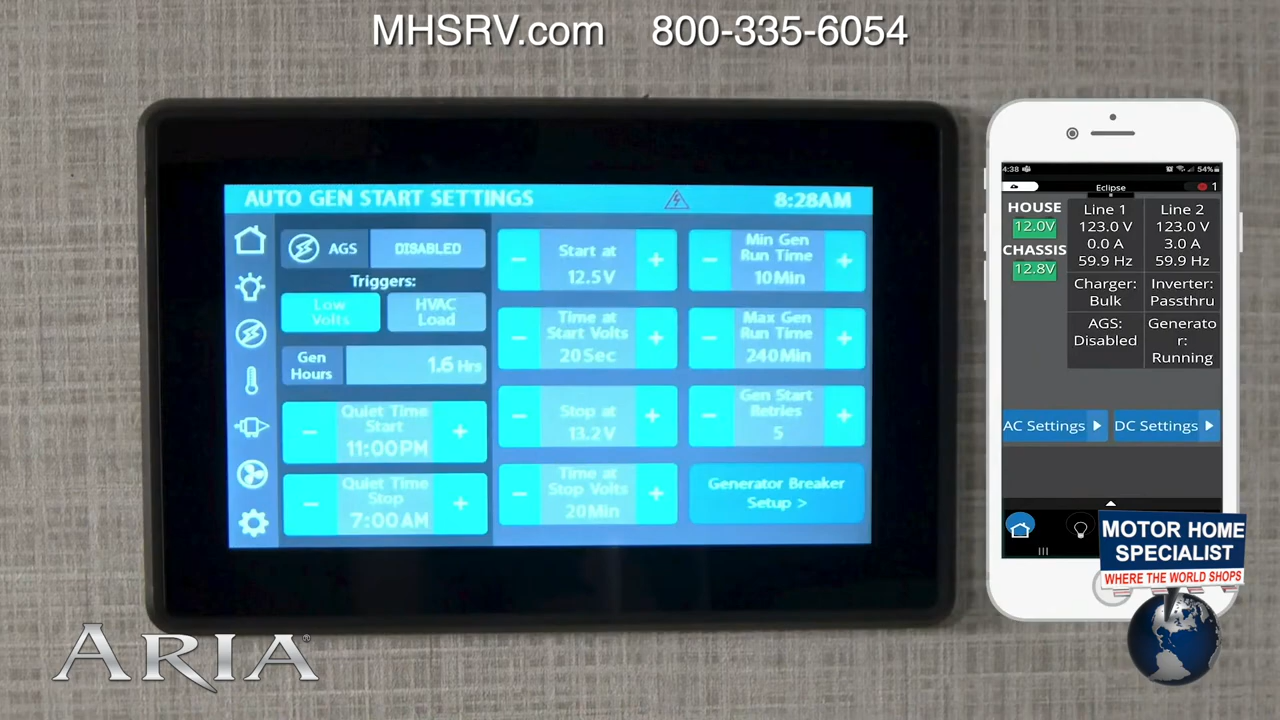 MHSRV.com 800-335-6054
AUTO GEN START SETTINGS
8:28AM
AGS
DISABLED
Triggers:
Low
Volts
HVAC
Load
Gen
Hours
1.6 Hrs
Quiet Time
Start
11:00PM
Quiet Time
Stop
7:00AM
Start at
12.5V
Time at
Start Volts
20Sec
Stop at
13.2V
Time at
Stop Volts
20Min
Min Gen
Run Time
10Min
Max Gen
Run Time
240Min
Gen Start
Retries
5
Generator Breaker
Setup >
4:38
54%
Eclipse
1
HOUSE
12.0V
CHASSIS
12.8V
Line 1
123.0 V
0.0 A
59.9 Hz
Line 2
123.0 V
3.0 A
59.9 Hz
Charger:
Bulk
Inverter:
Passthru
AGS:
Disabled
Generato
r:
Running
AC Settings
DC Settings
MOTOR HOME
SPECIALIST
WHERE THE WORLD SHOPS
ARIA®